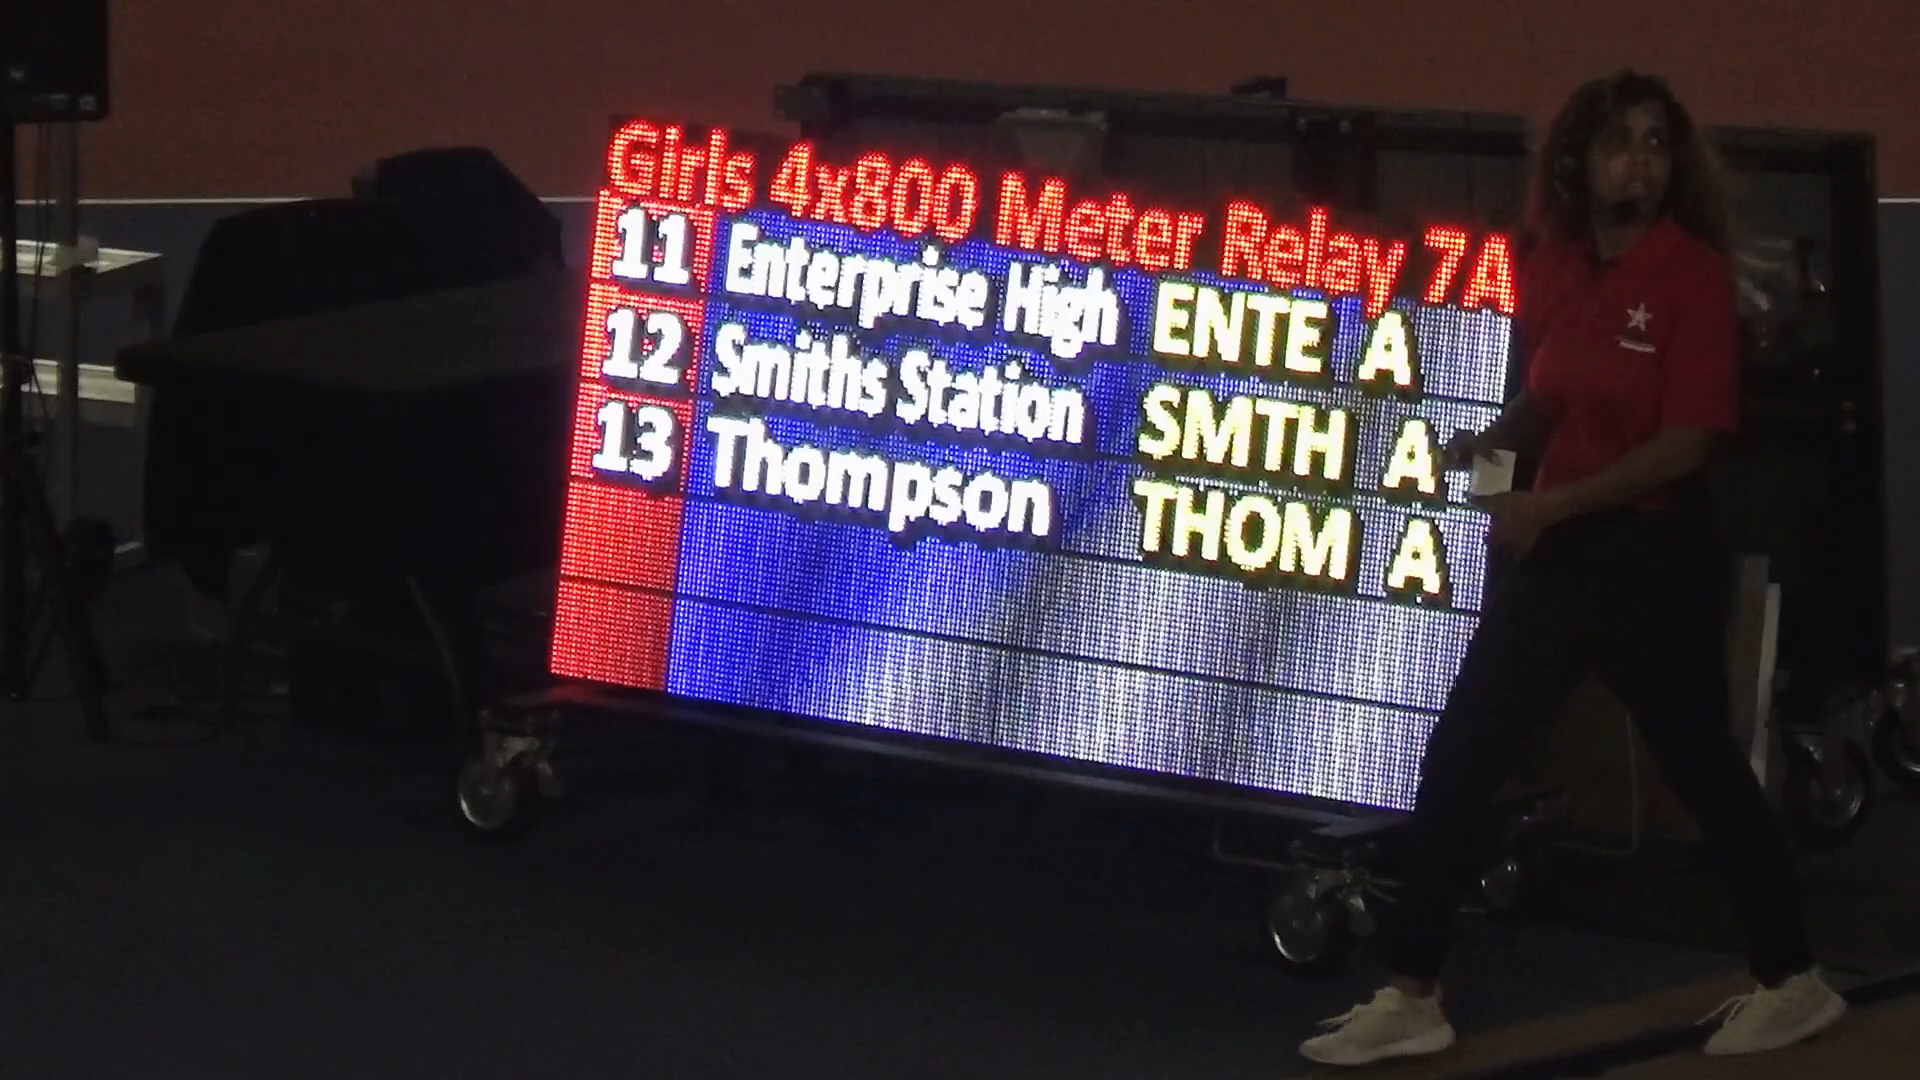 Girls 4x800 Meter Relay 7A
11 Enterprise High ENTE A
12 Smiths Station SMTH A
13 Thompson THOM A